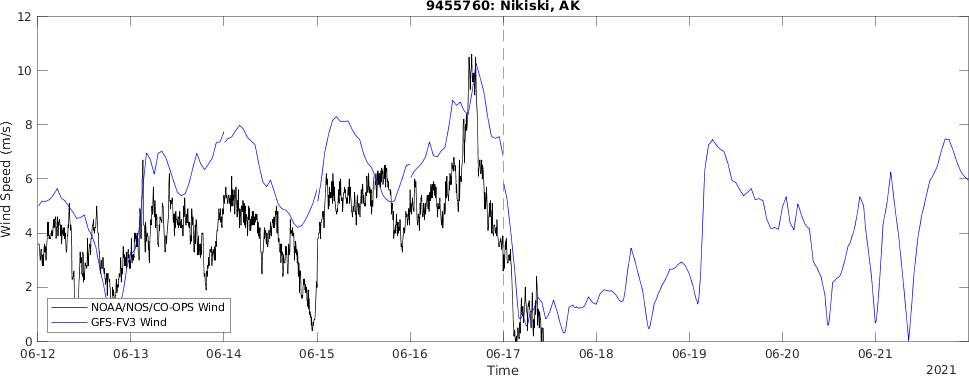 9455760: Nikiski, AK
12
10
8
6
4
2
0
Wind Speed (m/s)
NOAA/NOS/CO-OPS Wind
GFS-FV3 Wind
06-12 06-13 06-14 06-15 06-16 06-17 06-18 06-19 06-20 06-21
Time
2021